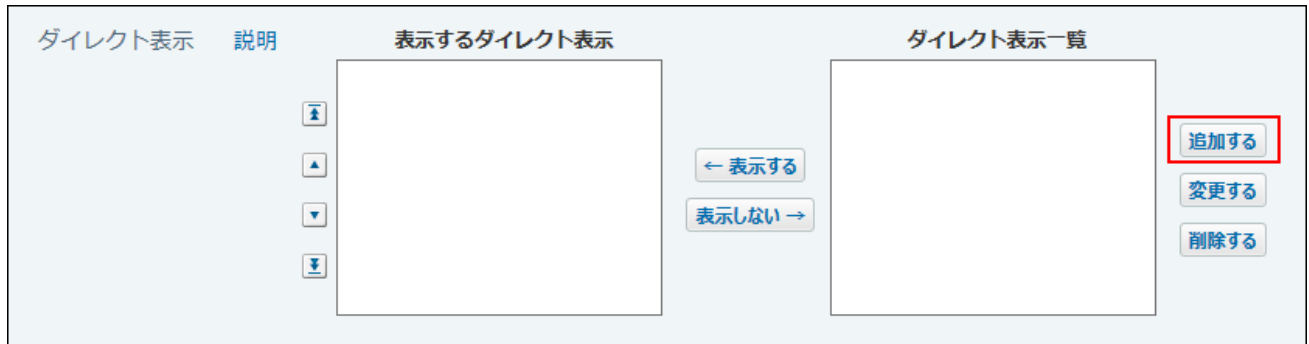 ダイレクト表示 説明 表示するダイレクト表示 ダイレクト表示一覧
追加する
← 表示する
変更する
表示しない →
削除する